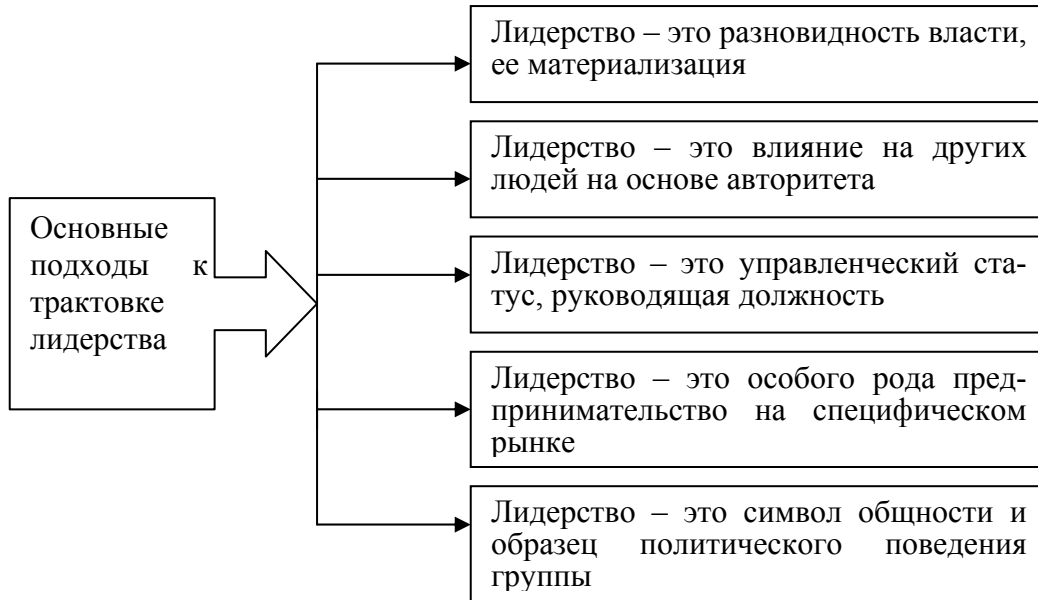 Основные
подходы к
трактовке
лидерства
Лидерство – это разновидность власти,
ее материализация
Лидерство – это влияние на других
людей на основе авторитета
Лидерство – это управленческий ста-
тус, руководящая должность
Лидерство – это особого рода пред-
принимательство на специфическом
рынке
Лидерство – это символ общности и
образец политического поведения
группы